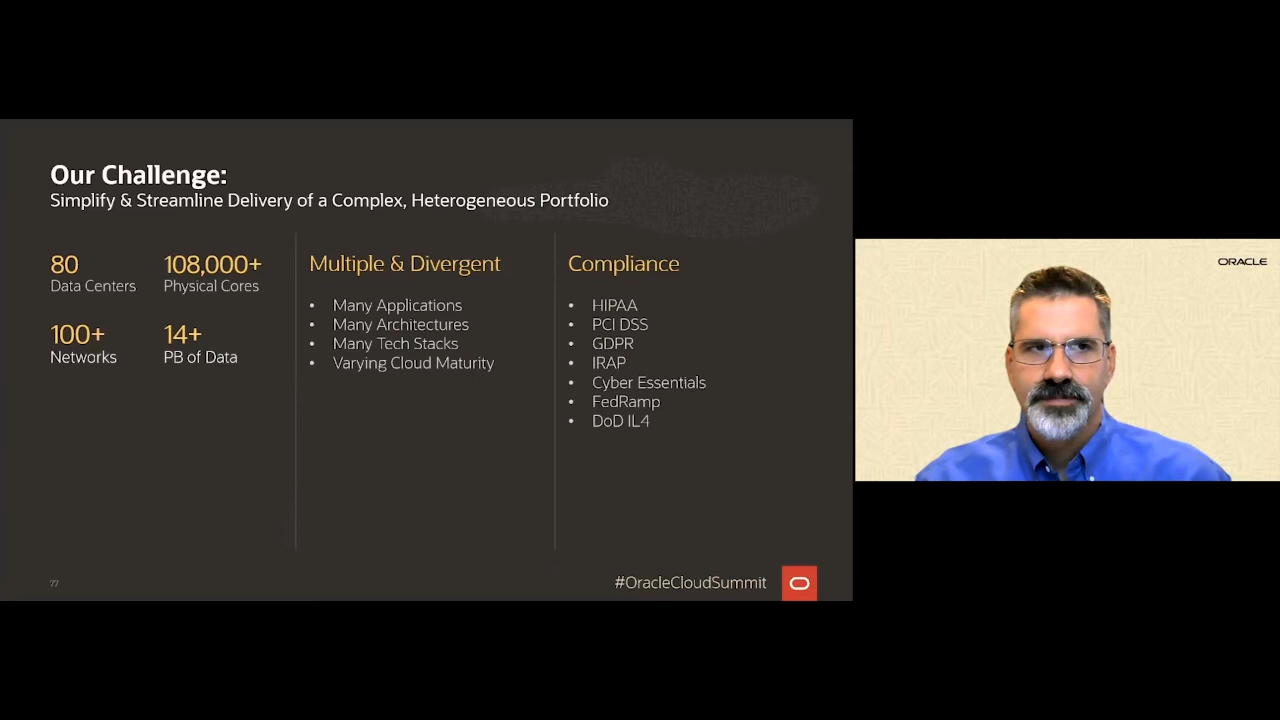 Our Challenge:
Simplify & Streamline Delivery of a Complex, Heterogeneous Portfolio
80
Data Centers
108,000+
Physical Cores
100+
Networks
14+
PB of Data
Multiple & Divergent
• Many Applications
• Many Architectures
• Many Tech Stacks
• Varying Cloud Maturity
Compliance
• HIPAA
• PCI DSS
• GDPR
• IRAP
• Cyber Essentials
• FedRamp
• DoD IL4
77
#OracleCloudSummit
ORACLE